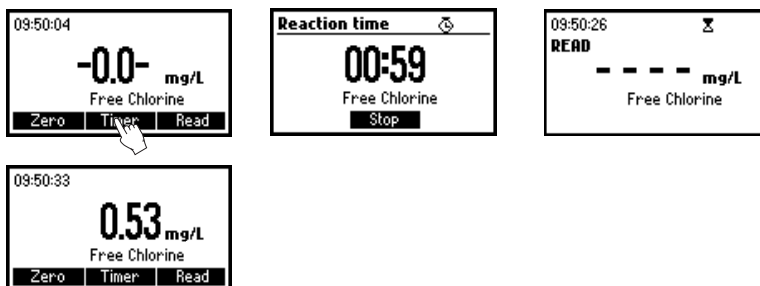 09:50:04
-0.0- mg/L
Free Chlorine
Zero Timer Read
Reaction time
00:59
Free Chlorine
Stop
09:50:26
READ
- - - - mg/L
Free Chlorine
09:50:33
0.53 mg/L
Free Chlorine
Zero Timer Read